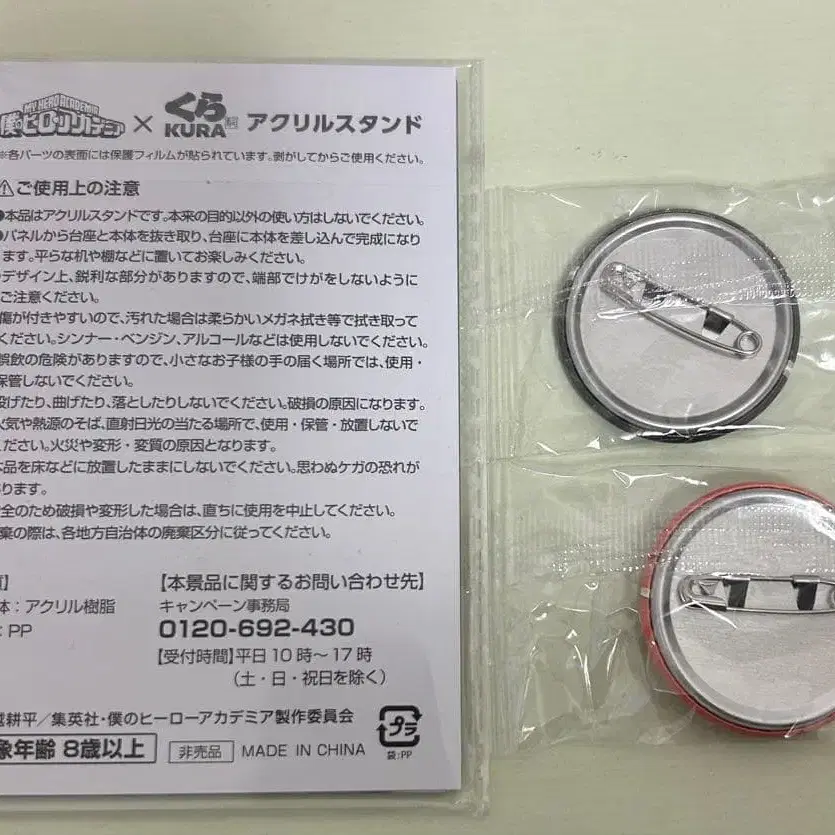 MY HERO ACADEMIA
僕のヒーローアカデミア × くら KURA アクリルスタンド
※各パーツの表面には保護フィルムが貼られています。剥がしてからご使用ください。
ご使用上の注意
●本品はアクリルスタンドです。本来の目的以外の使い方はしないでください。
●パネルから台座と本体を抜き取り、台座に本体を差し込んで完成になり
ます。平らな机や棚などに置いてお楽しみください。
デザイン上、鋭利な部分がありますので、端部でけがをしないように
ご注意ください。
傷が付きやすいので、汚れた場合は柔らかいメガネ拭き等で拭き取って
ください。シンナー・ベンジン、アルコールなどは使用しないでください。
誤飲の危険がありますので、小さなお子様の手の届く場所では、使用・
保管しないでください。
投げたり、曲げたり、落としたりしないでください。破損の原因になります。
火気や熱源のそば、直射日光の当たる場所で、使用・保管・放置しないで
ください。火災や変形・変質の原因となります。
本品を床などに放置したままにしないでください。思わぬケガの恐れが
あります。
全のため破損や変形した場合は、直ちに使用を中止してください。
棄の際は、各地方自治体の廃棄区分に従ってください。
【本景品に関するお問い合わせ先】
体：アクリル樹脂 キャンペーン事務局
：PP 0120-692-430
【受付時間】平日10時～17時
（土・日・祝日を除く）
越耕平／集英社・僕のヒーローアカデミア製作委員会
象年齢 8歳以上 非売品 MADE IN CHINA
プラ
袋:PP